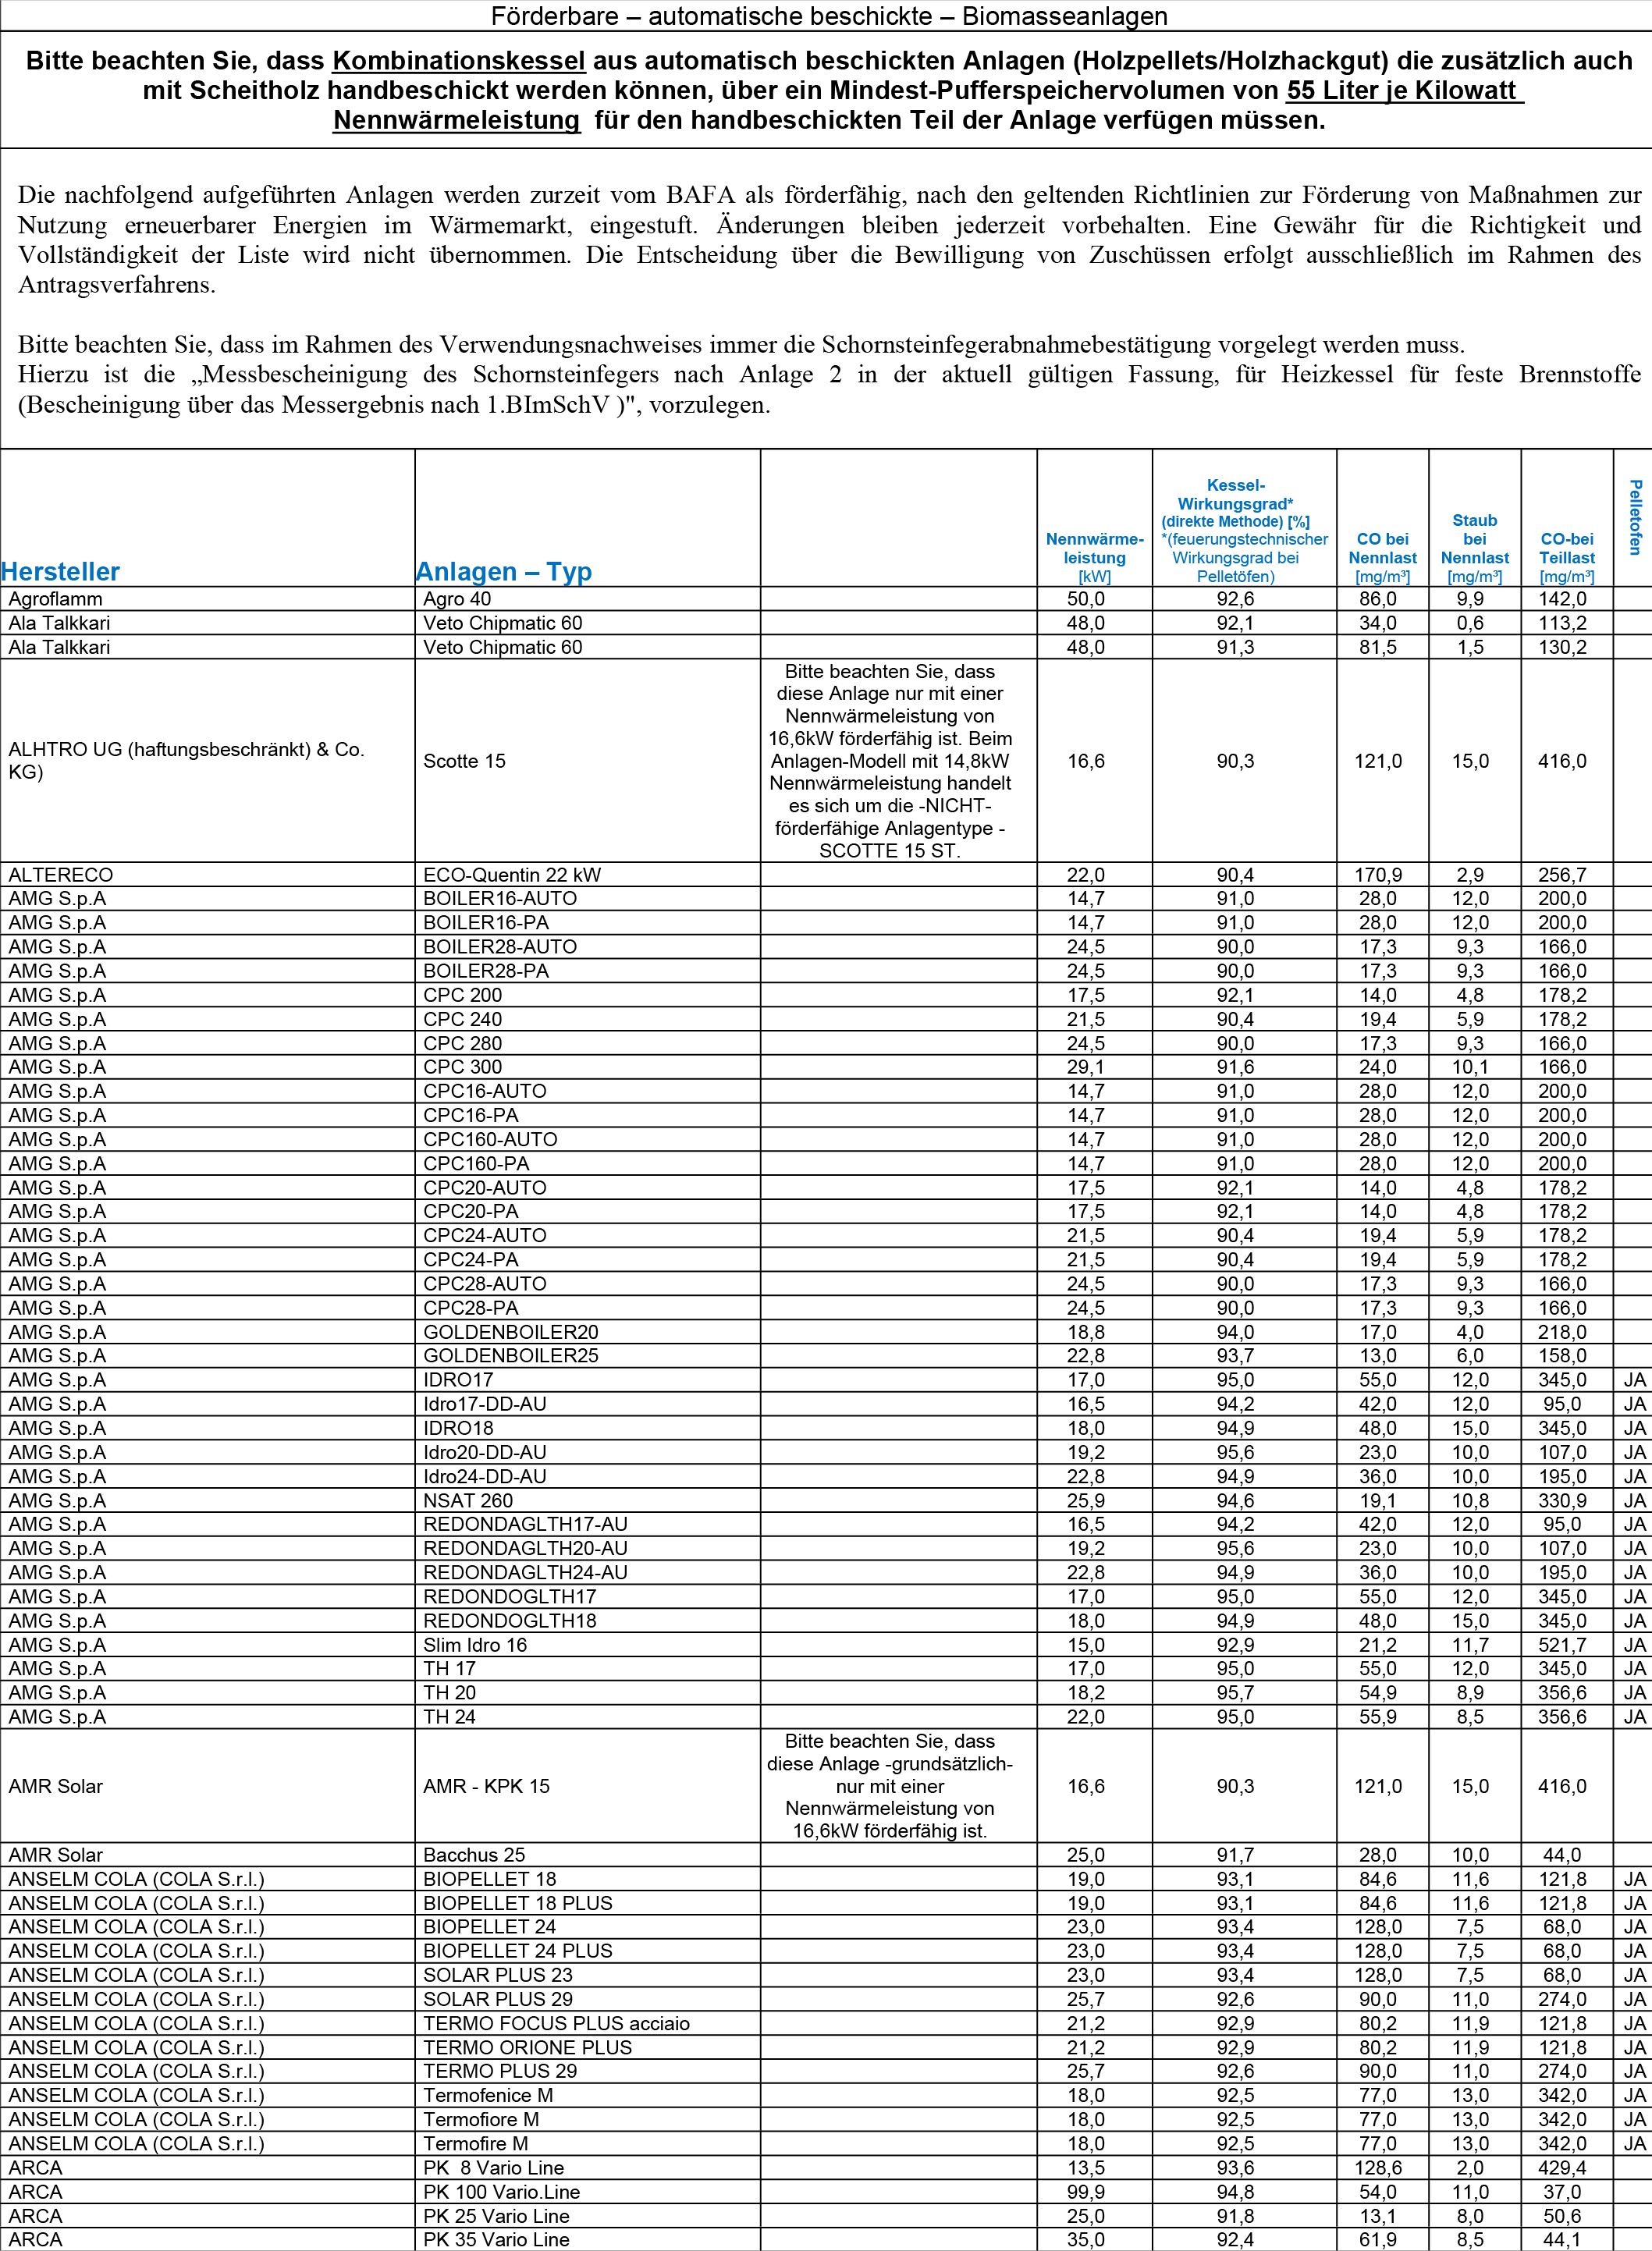 Förderbare – automatische beschickte – Biomasseanlagen
Bitte beachten Sie, dass Kombinationskessel aus automatisch beschickten Anlagen (Holzpellets/Holzhackgut) die zusätzlich auch
mit Scheitholz handbeschickt werden können, über ein Mindest-Pufferspeichervolumen von 55 Liter je Kilowatt
Nennwärmeleistung für den handbeschickten Teil der Anlage verfügen müssen.
Die nachfolgend aufgeführten Anlagen werden zurzeit vom BAFA als förderfähig, nach den geltenden Richtlinien zur Förderung von Maßnahmen zur
Nutzung erneuerbarer Energien im Wärmemarkt, eingestuft. Änderungen bleiben jederzeit vorbehalten. Eine Gewähr für die Richtigkeit und
Vollständigkeit der Liste wird nicht übernommen. Die Entscheidung über die Bewilligung von Zuschüssen erfolgt ausschließlich im Rahmen des
Antragsverfahrens.
Bitte beachten Sie, dass im Rahmen des Verwendungsnachweises immer die Schornsteinfegerabnahmebestätigung vorgelegt werden muss.
Hierzu ist die „Messbescheinigung des Schornsteinfegers nach Anlage 2 in der aktuell gültigen Fassung, für Heizkessel für feste Brennstoffe
(Bescheinigung über das Messergebnis nach 1.BImSchV )", vorzulegen.
Hersteller
Anlagen – Typ
Nennwärme-
leistung
[kW]
Kessel-
Wirkungsgrad*
(direkte Methode) [%]
*(feuerungstechnischer
Wirkungsgrad bei
Pelletöfen)
CO bei
Nennlast
[mg/m³]
Staub
bei
Nennlast
[mg/m³]
CO-bei
Teillast
[mg/m³]
Pelletofen
Agroflamm Agro 40 50,0 92,6 86,0 9,9 142,0
Ala Talkkari Veto Chipmatic 60 48,0 92,1 34,0 0,6 113,2
Ala Talkkari Veto Chipmatic 60 48,0 91,3 81,5 1,5 130,2
ALHTRO UG (haftungsbeschränkt) & Co.
KG)
Scotte 15
Bitte beachten Sie, dass
diese Anlage nur mit einer
Nennwärmeleistung von
16,6kW förderfähig ist. Beim
Anlagen-Modell mit 14,8kW
Nennwärmeleistung handelt
es sich um die -NICHT-
förderfähige Anlagentype -
SCOTTE 15 ST.
16,6 90,3 121,0 15,0 416,0
ALTERECO ECO-Quentin 22 kW 22,0 90,4 170,9 2,9 256,7
AMG S.p.A BOILER16-AUTO 14,7 91,0 28,0 12,0 200,0
AMG S.p.A BOILER16-PA 14,7 91,0 28,0 12,0 200,0
AMG S.p.A BOILER28-AUTO 24,5 90,0 17,3 9,3 166,0
AMG S.p.A BOILER28-PA 24,5 90,0 17,3 9,3 166,0
AMG S.p.A CPC 200 17,5 92,1 14,0 4,8 178,2
AMG S.p.A CPC 240 21,5 90,4 19,4 5,9 178,2
AMG S.p.A CPC 280 24,5 90,0 17,3 9,3 166,0
AMG S.p.A CPC 300 29,1 91,6 24,0 10,1 166,0
AMG S.p.A CPC16-AUTO 14,7 91,0 28,0 12,0 200,0
AMG S.p.A CPC16-PA 14,7 91,0 28,0 12,0 200,0
AMG S.p.A CPC160-AUTO 14,7 91,0 28,0 12,0 200,0
AMG S.p.A CPC160-PA 14,7 91,0 28,0 12,0 200,0
AMG S.p.A CPC20-AUTO 17,5 92,1 14,0 4,8 178,2
AMG S.p.A CPC20-PA 17,5 92,1 14,0 4,8 178,2
AMG S.p.A CPC24-AUTO 21,5 90,4 19,4 5,9 178,2
AMG S.p.A CPC24-PA 21,5 90,4 19,4 5,9 178,2
AMG S.p.A CPC28-AUTO 24,5 90,0 17,3 9,3 166,0
AMG S.p.A CPC28-PA 24,5 90,0 17,3 9,3 166,0
AMG S.p.A GOLDENBOILER20 18,8 94,0 17,0 4,0 218,0
AMG S.p.A GOLDENBOILER25 22,8 93,7 13,0 6,0 158,0
AMG S.p.A IDRO17 17,0 95,0 55,0 12,0 345,0 JA
AMG S.p.A Idro17-DD-AU 16,5 94,2 42,0 12,0 95,0 JA
AMG S.p.A IDRO18 18,0 94,9 48,0 15,0 345,0 JA
AMG S.p.A Idro20-DD-AU 19,2 95,6 23,0 10,0 107,0 JA
AMG S.p.A Idro24-DD-AU 22,8 94,9 36,0 10,0 195,0 JA
AMG S.p.A NSAT 260 25,9 94,6 19,1 10,8 330,9 JA
AMG S.p.A REDONDAGLTH17-AU 16,5 94,2 42,0 12,0 95,0 JA
AMG S.p.A REDONDAGLTH20-AU 19,2 95,6 23,0 10,0 107,0 JA
AMG S.p.A REDONDAGLTH24-AU 22,8 94,9 36,0 10,0 195,0 JA
AMG S.p.A REDONDOGLTH17 17,0 95,0 55,0 12,0 345,0 JA
AMG S.p.A REDONDOGLTH18 18,0 94,9 48,0 15,0 345,0 JA
AMG S.p.A Slim Idro 16 15,0 92,9 21,2 11,7 521,7 JA
AMG S.p.A TH 17 17,0 95,0 55,0 12,0 345,0 JA
AMG S.p.A TH 20 18,2 95,7 54,9 8,9 356,6 JA
AMG S.p.A TH 24 22,0 95,0 55,9 8,5 356,6 JA
AMR Solar
AMR - KPK 15
Bitte beachten Sie, dass
diese Anlage -grundsätzlich-
nur mit einer
Nennwärmeleistung von
16,6kW förderfähig ist.
16,6 90,3 121,0 15,0 416,0
AMR Solar Bacchus 25 25,0 91,7 28,0 10,0 44,0
ANSELM COLA (COLA S.r.l.) BIOPELLET 18 19,0 93,1 84,6 11,6 121,8 JA
ANSELM COLA (COLA S.r.l.) BIOPELLET 18 PLUS 19,0 93,1 84,6 11,6 121,8 JA
ANSELM COLA (COLA S.r.l.) BIOPELLET 24 23,0 93,4 128,0 7,5 68,0 JA
ANSELM COLA (COLA S.r.l.) BIOPELLET 24 PLUS 23,0 93,4 128,0 7,5 68,0 JA
ANSELM COLA (COLA S.r.l.) SOLAR PLUS 23 23,0 93,4 128,0 7,5 68,0 JA
ANSELM COLA (COLA S.r.l.) SOLAR PLUS 29 25,7 92,6 90,0 11,0 274,0 JA
ANSELM COLA (COLA S.r.l.) TERMO FOCUS PLUS acciaio 21,2 92,9 80,2 11,9 121,8 JA
ANSELM COLA (COLA S.r.l.) TERMO ORIONE PLUS 21,2 92,9 80,2 11,9 121,8 JA
ANSELM COLA (COLA S.r.l.) TERMO PLUS 29 25,7 92,6 90,0 11,0 274,0 JA
ANSELM COLA (COLA S.r.l.) Termofenice M 18,0 92,5 77,0 13,0 342,0 JA
ANSELM COLA (COLA S.r.l.) Termofiore M 18,0 92,5 77,0 13,0 342,0 JA
ANSELM COLA (COLA S.r.l.) Termofire M 18,0 92,5 77,0 13,0 342,0 JA
ARCA PK 8 Vario Line 13,5 93,6 128,6 2,0 429,4
ARCA PK 100 Vario.Line 99,9 94,8 54,0 11,0 37,0
ARCA PK 25 Vario Line 25,0 91,8 13,1 8,0 50,6
ARCA PK 35 Vario Line 35,0 92,4 61,9 8,5 44,1